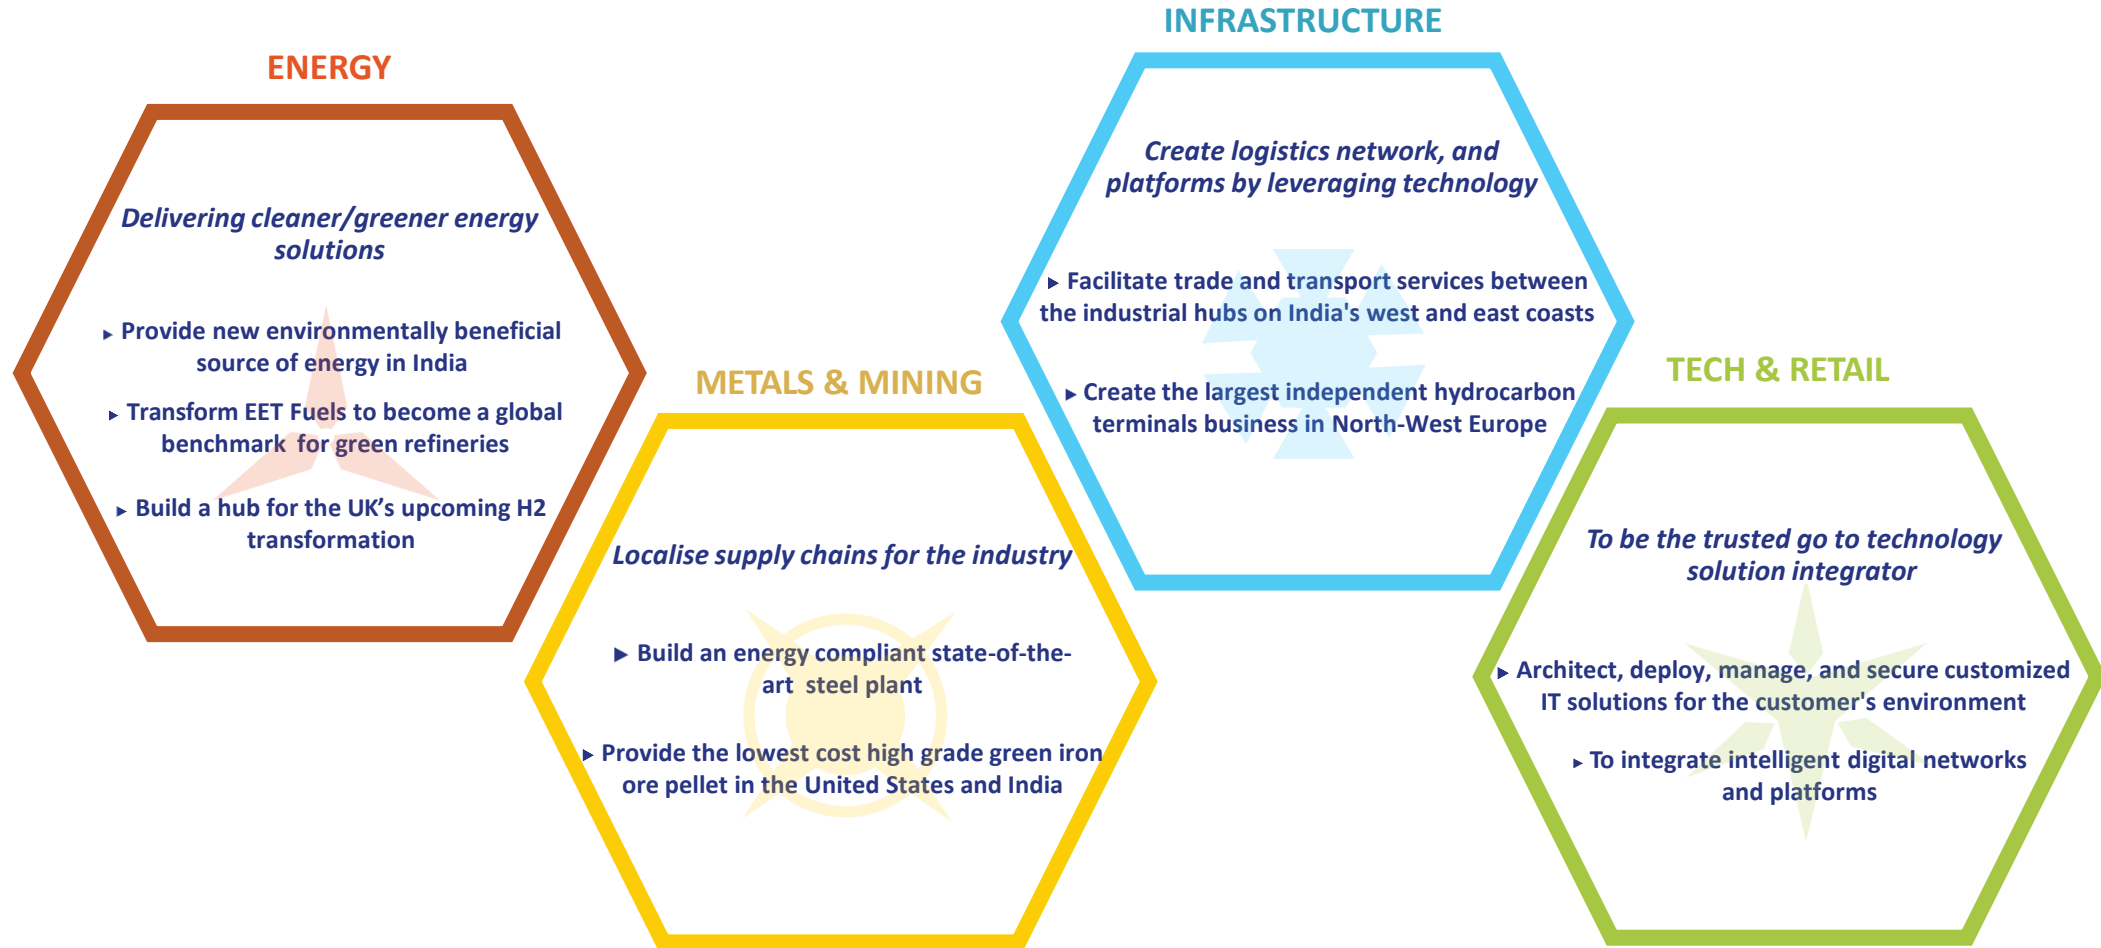 ENERGY
Delivering cleaner/greener energy
solutions
► Provide new environmentally beneficial
source of energy in India
► Transform EET Fuels to become a global
benchmark for green refineries
► Build a hub for the UK’s upcoming H2
transformation
METALS & MINING
Localise supply chains for the industry
► Build an energy compliant state-of-the-
art steel plant
► Provide the lowest cost high grade green iron
ore pellet in the United States and India
INFRASTRUCTURE
Create logistics network, and
platforms by leveraging technology
► Facilitate trade and transport services between
the industrial hubs on India's west and east coasts
► Create the largest independent hydrocarbon
terminals business in North-West Europe
TECH & RETAIL
To be the trusted go to technology
solution integrator
► Architect, deploy, manage, and secure customized
IT solutions for the customer's environment
► To integrate intelligent digital networks
and platforms